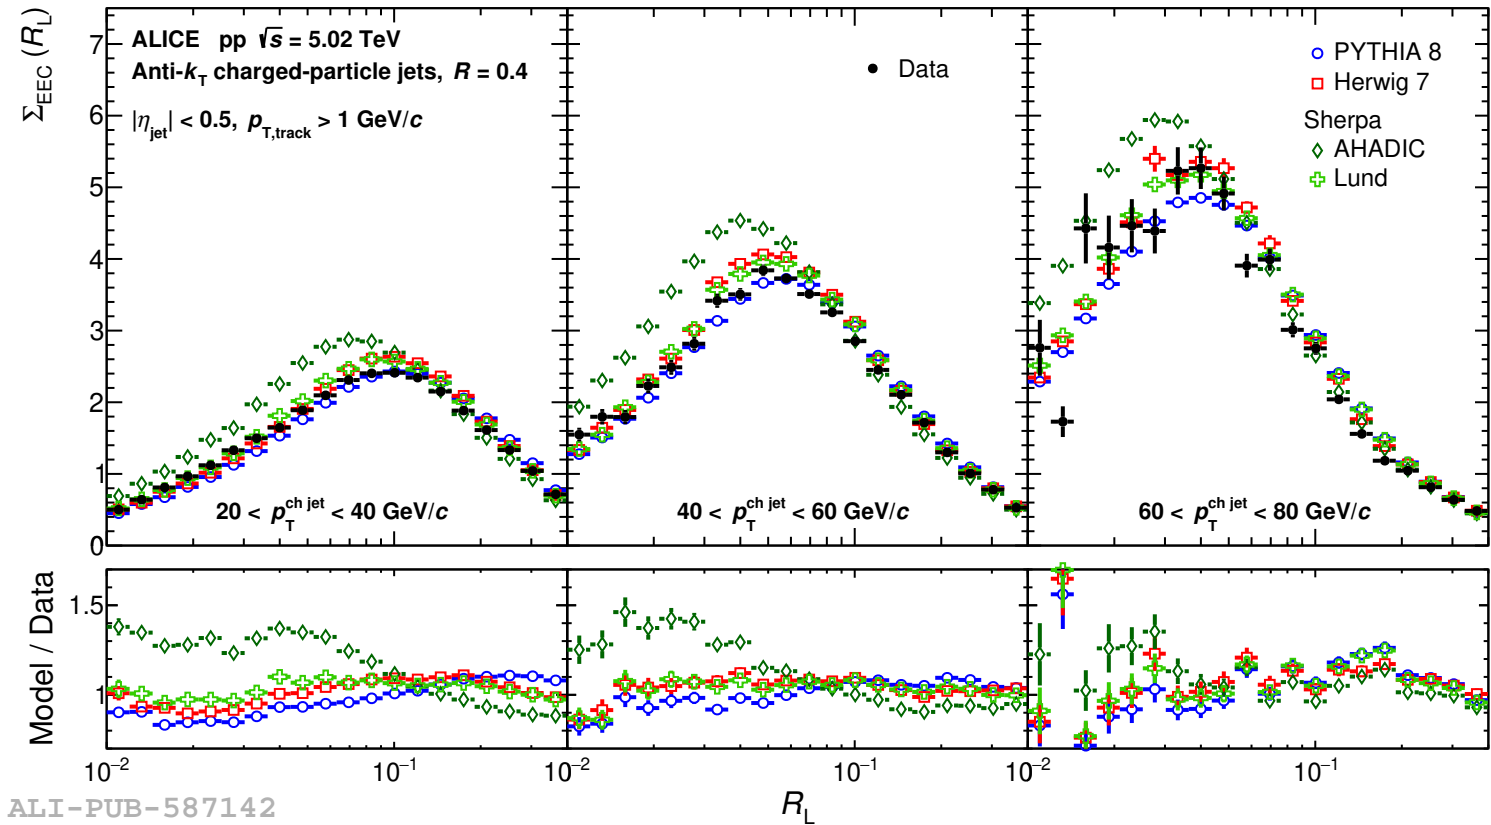 Σ_EEC (R_L)
7
6
5
4
3
2
1
0
ALICE pp √s = 5.02 TeV
Anti-k_T charged-particle jets, R = 0.4
|η_jet| < 0.5, p_T,track > 1 GeV/c
Data
PYTHIA 8
Herwig 7
Sherpa
AHADIC
Lund
20 < p_T^ch jet < 40 GeV/c
40 < p_T^ch jet < 60 GeV/c
60 < p_T^ch jet < 80 GeV/c
Model / Data
1.5
1
10⁻² 10⁻¹ 10⁻² 10⁻¹ 10⁻² 10⁻¹
R_L
ALI-PUB-587142